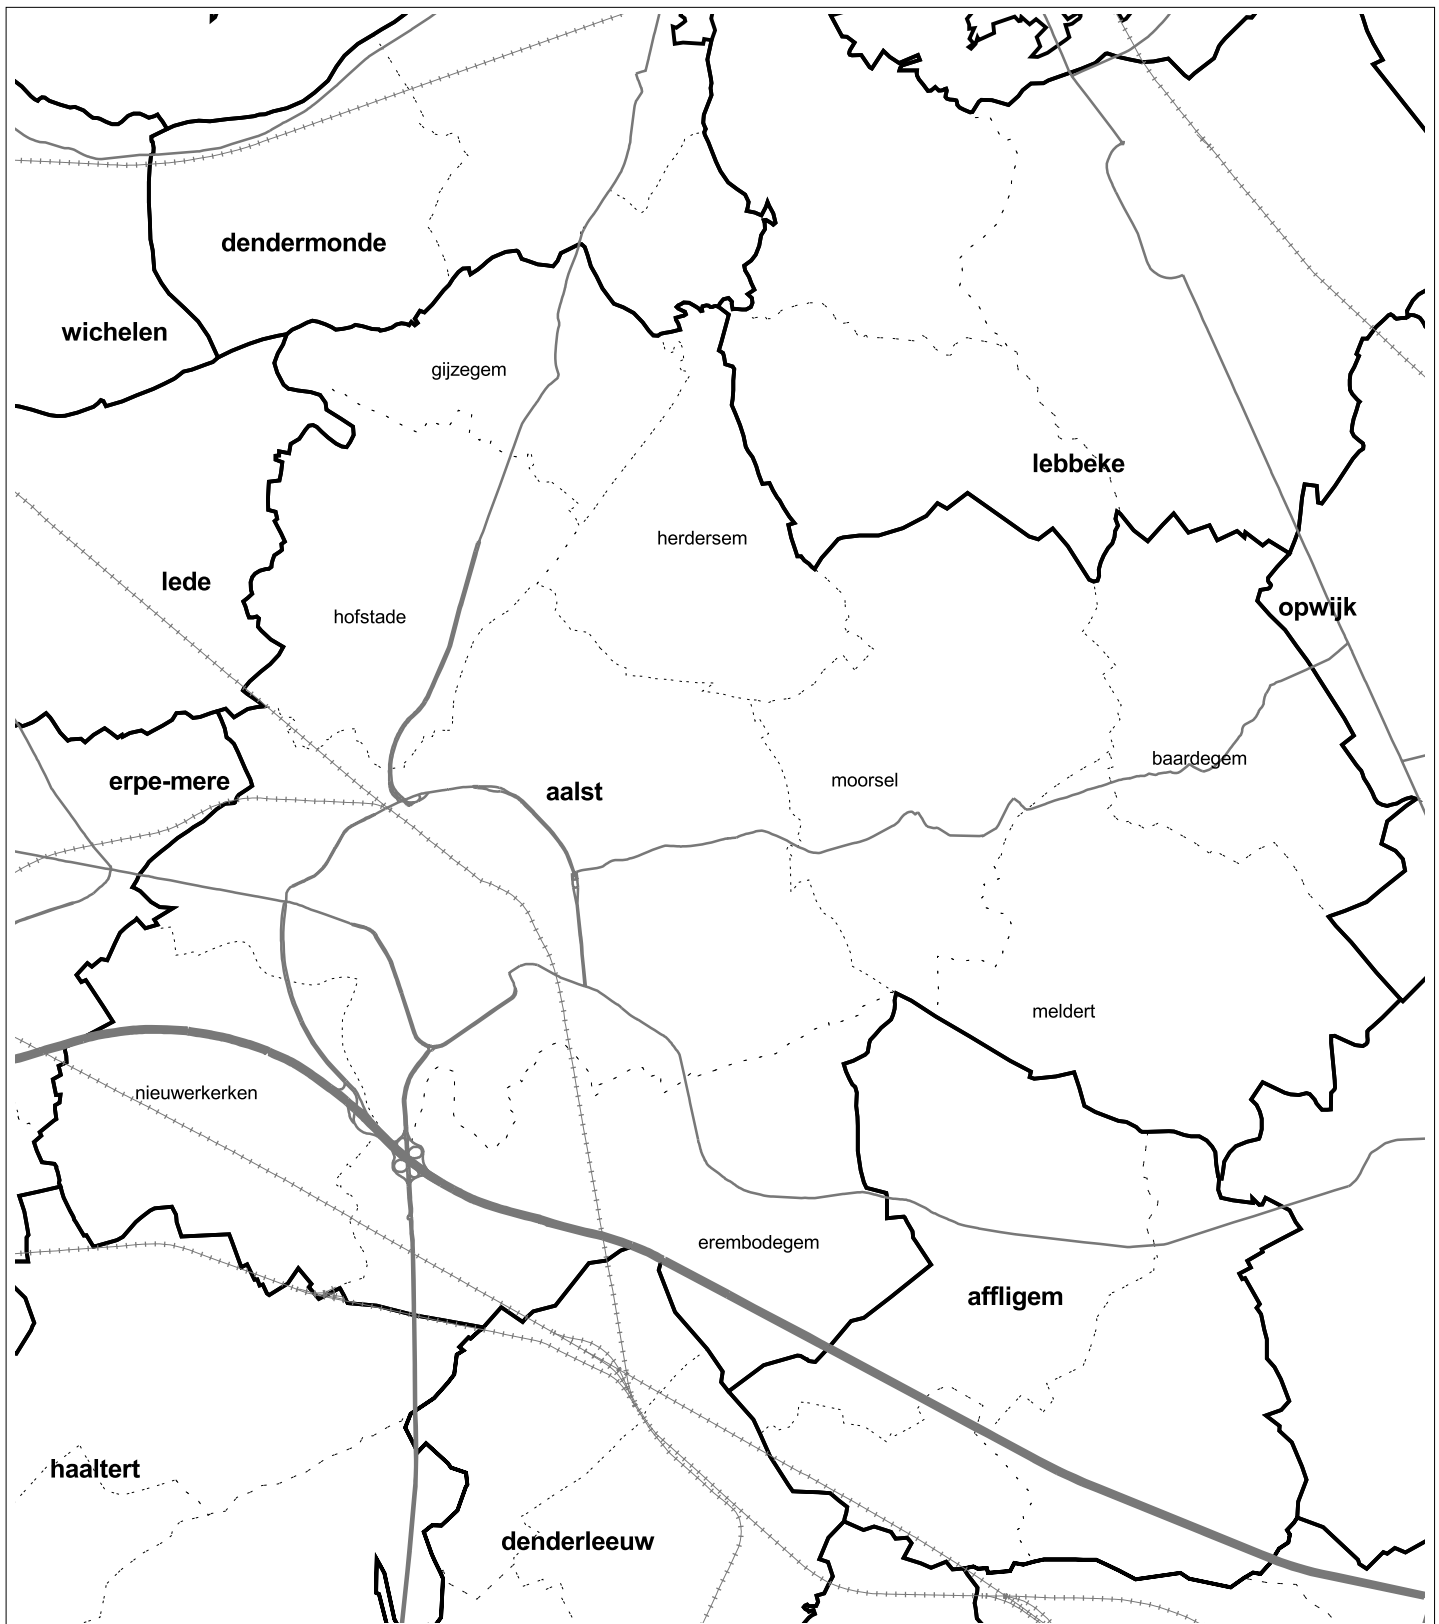 dendermonde
wichelen
gijzegem
lebbeke
herdersem
lede
opwijk
hofstade
baardegem
erpe-mere
moorsel
aalst
meldert
nieuwerkerken
erembodegem
affligem
haaltert
denderleeuw